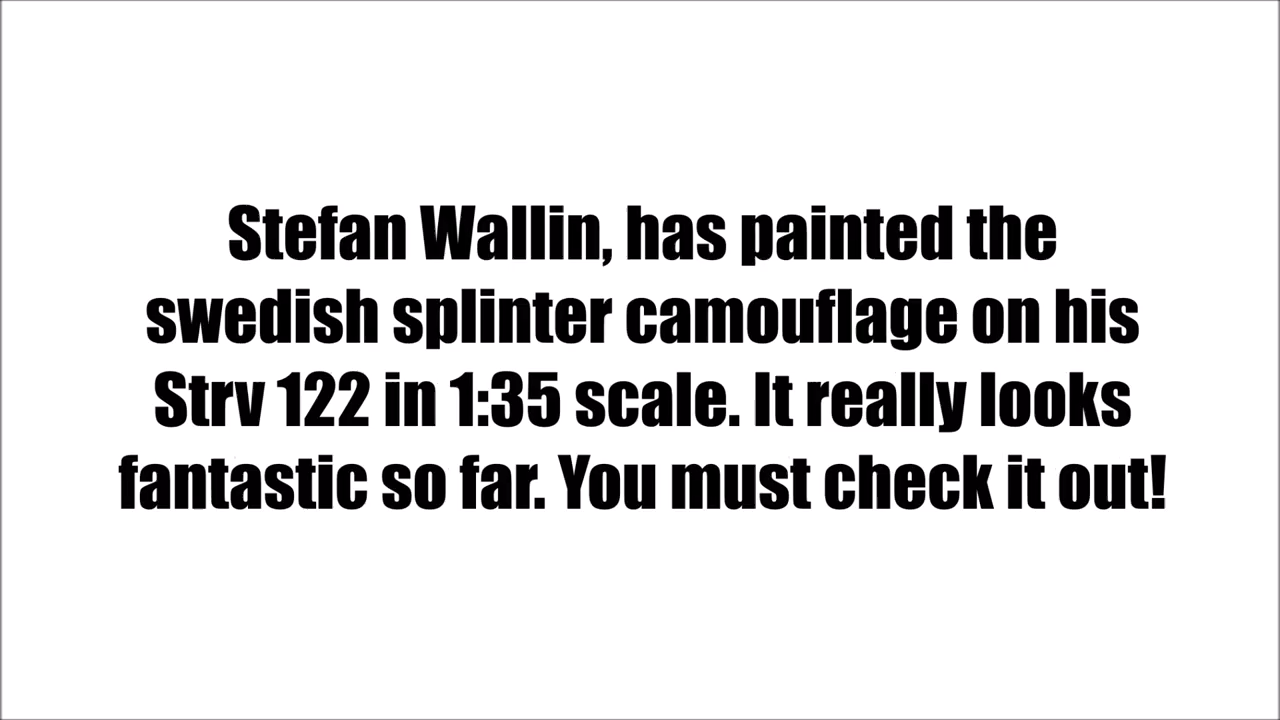 Stefan Wallin, has painted the
swedish splinter camouflage on his
Strv 122 in 1:35 scale. It really looks
fantastic so far. You must check it out!